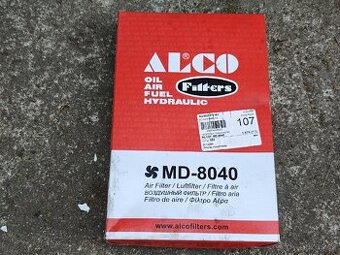 ALCO
OIL
AIR
FUEL
HYDRAULIC
Filters
107
MD-8040
Air Filter / Luftfilter / Filtre à air
ВОЗДУШНЫЙ ФИЛЬТР / Filtro aria
Filtro de aire / Φίλτρο Αέρα
www.alcofilters.com